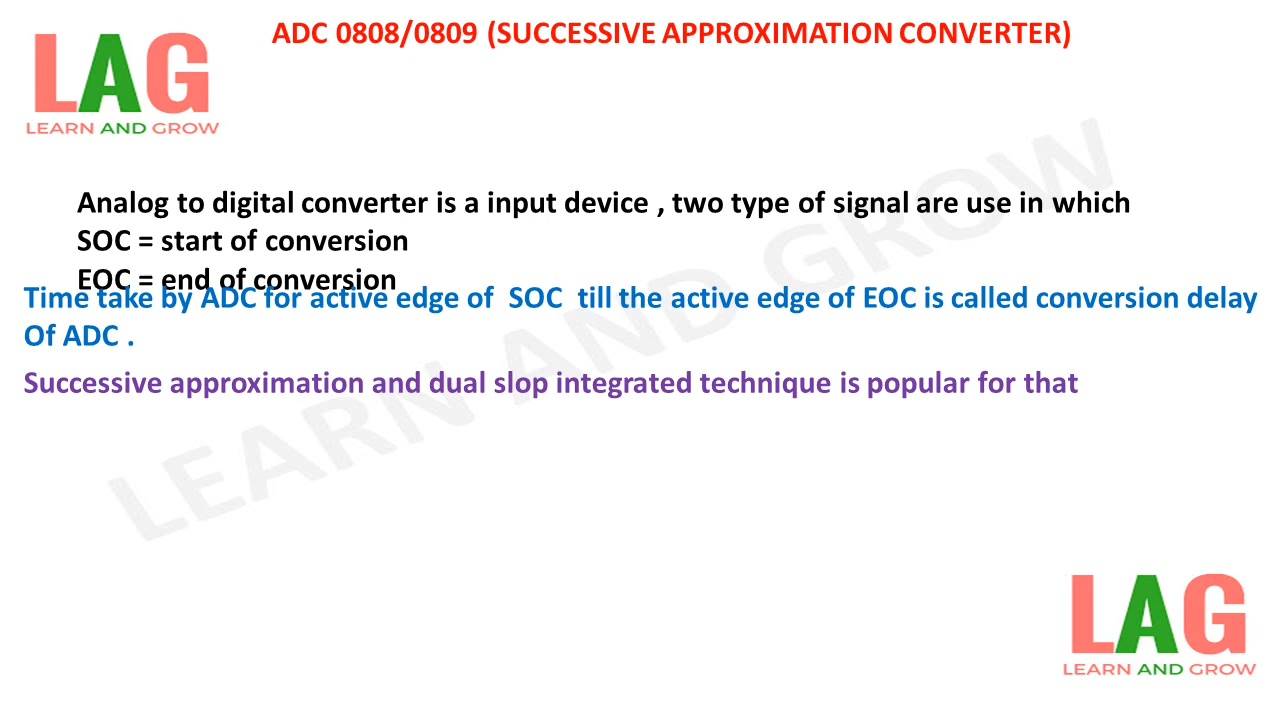 ADC 0808/0809 (SUCCESSIVE APPROXIMATION CONVERTER)
LAG
LEARN AND GROW
Analog to digital converter is a input device , two type of signal are use in which
SOC = start of conversion
EOC = end of conversion
Time take by ADC for active edge of SOC till the active edge of EOC is called conversion delay
Of ADC .
Successive approximation and dual slop integrated technique is popular for that
LEARN AND GROW
LAG
LEARN AND GROW